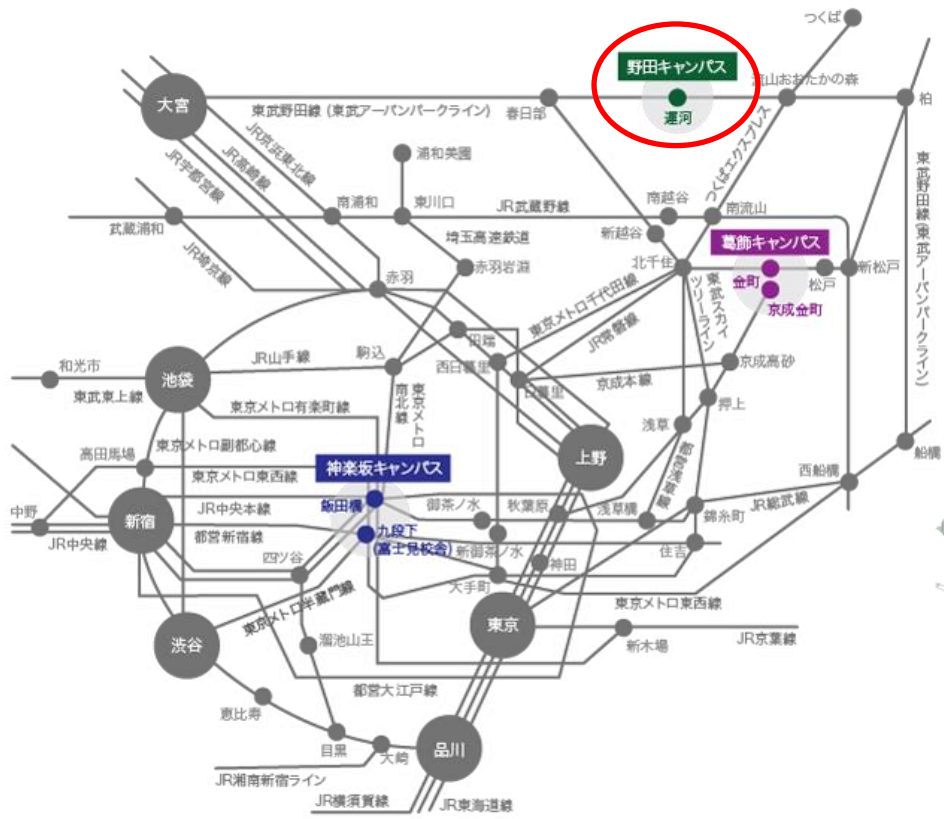 つくば
野田キャンパス
大宮
東武野田線 (東武アーバンパークライン)
春日部
運河
流山おおたかの森
柏
JR京浜東北線
JR高崎線
JR宇都宮線
浦和美園
つくばエクスプレス
東武野田線(東武アーバンパークライン)
武蔵浦和
南浦和
東川口
JR武蔵野線
南越谷
南流山
新越谷
埼玉高速鉄道
葛飾キャンパス
JR埼京線
赤羽
赤羽岩淵
北千住
金町
松戸
新松戸
京成金町
東京メトロ千代田線
JR常磐線
東武スカイ
ツリーライン
田端
和光市
池袋
JR山手線
駒込
西日暮里
日暮里
京成本線
京成高砂
東武東上線
東京メトロ
南北線
東京メトロ有楽町線
押上
浅草
高田馬場
東京メトロ副都心線
東京メトロ東西線
神楽坂キャンパス
上野
船橋
西船橋
中野
新宿
JR中央本線
飯田橋
御茶ノ水
秋葉原
浅草橋
都営浅草線
錦糸町
JR総武線
JR中央線
都営新宿線
九段下
(富士見校舎)
新御茶ノ水
住吉
四ツ谷
神田
大手町
東京メトロ半蔵門線
東京メトロ東西線
渋谷
溜池山王
東京
新木場
JR京葉線
都営大江戸線
恵比寿
目黒
大崎
品川
JR湘南新宿ライン
JR横須賀線
JR東海道線